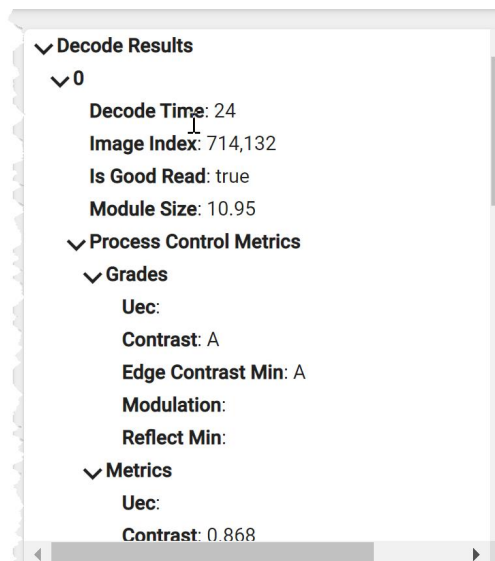 Decode Results
0
Decode Time: 24
Image Index: 714,132
Is Good Read: true
Module Size: 10.95
Process Control Metrics
Grades
Uec:
Contrast: A
Edge Contrast Min: A
Modulation:
Reflect Min:
Metrics
Uec:
Contrast: 0.868